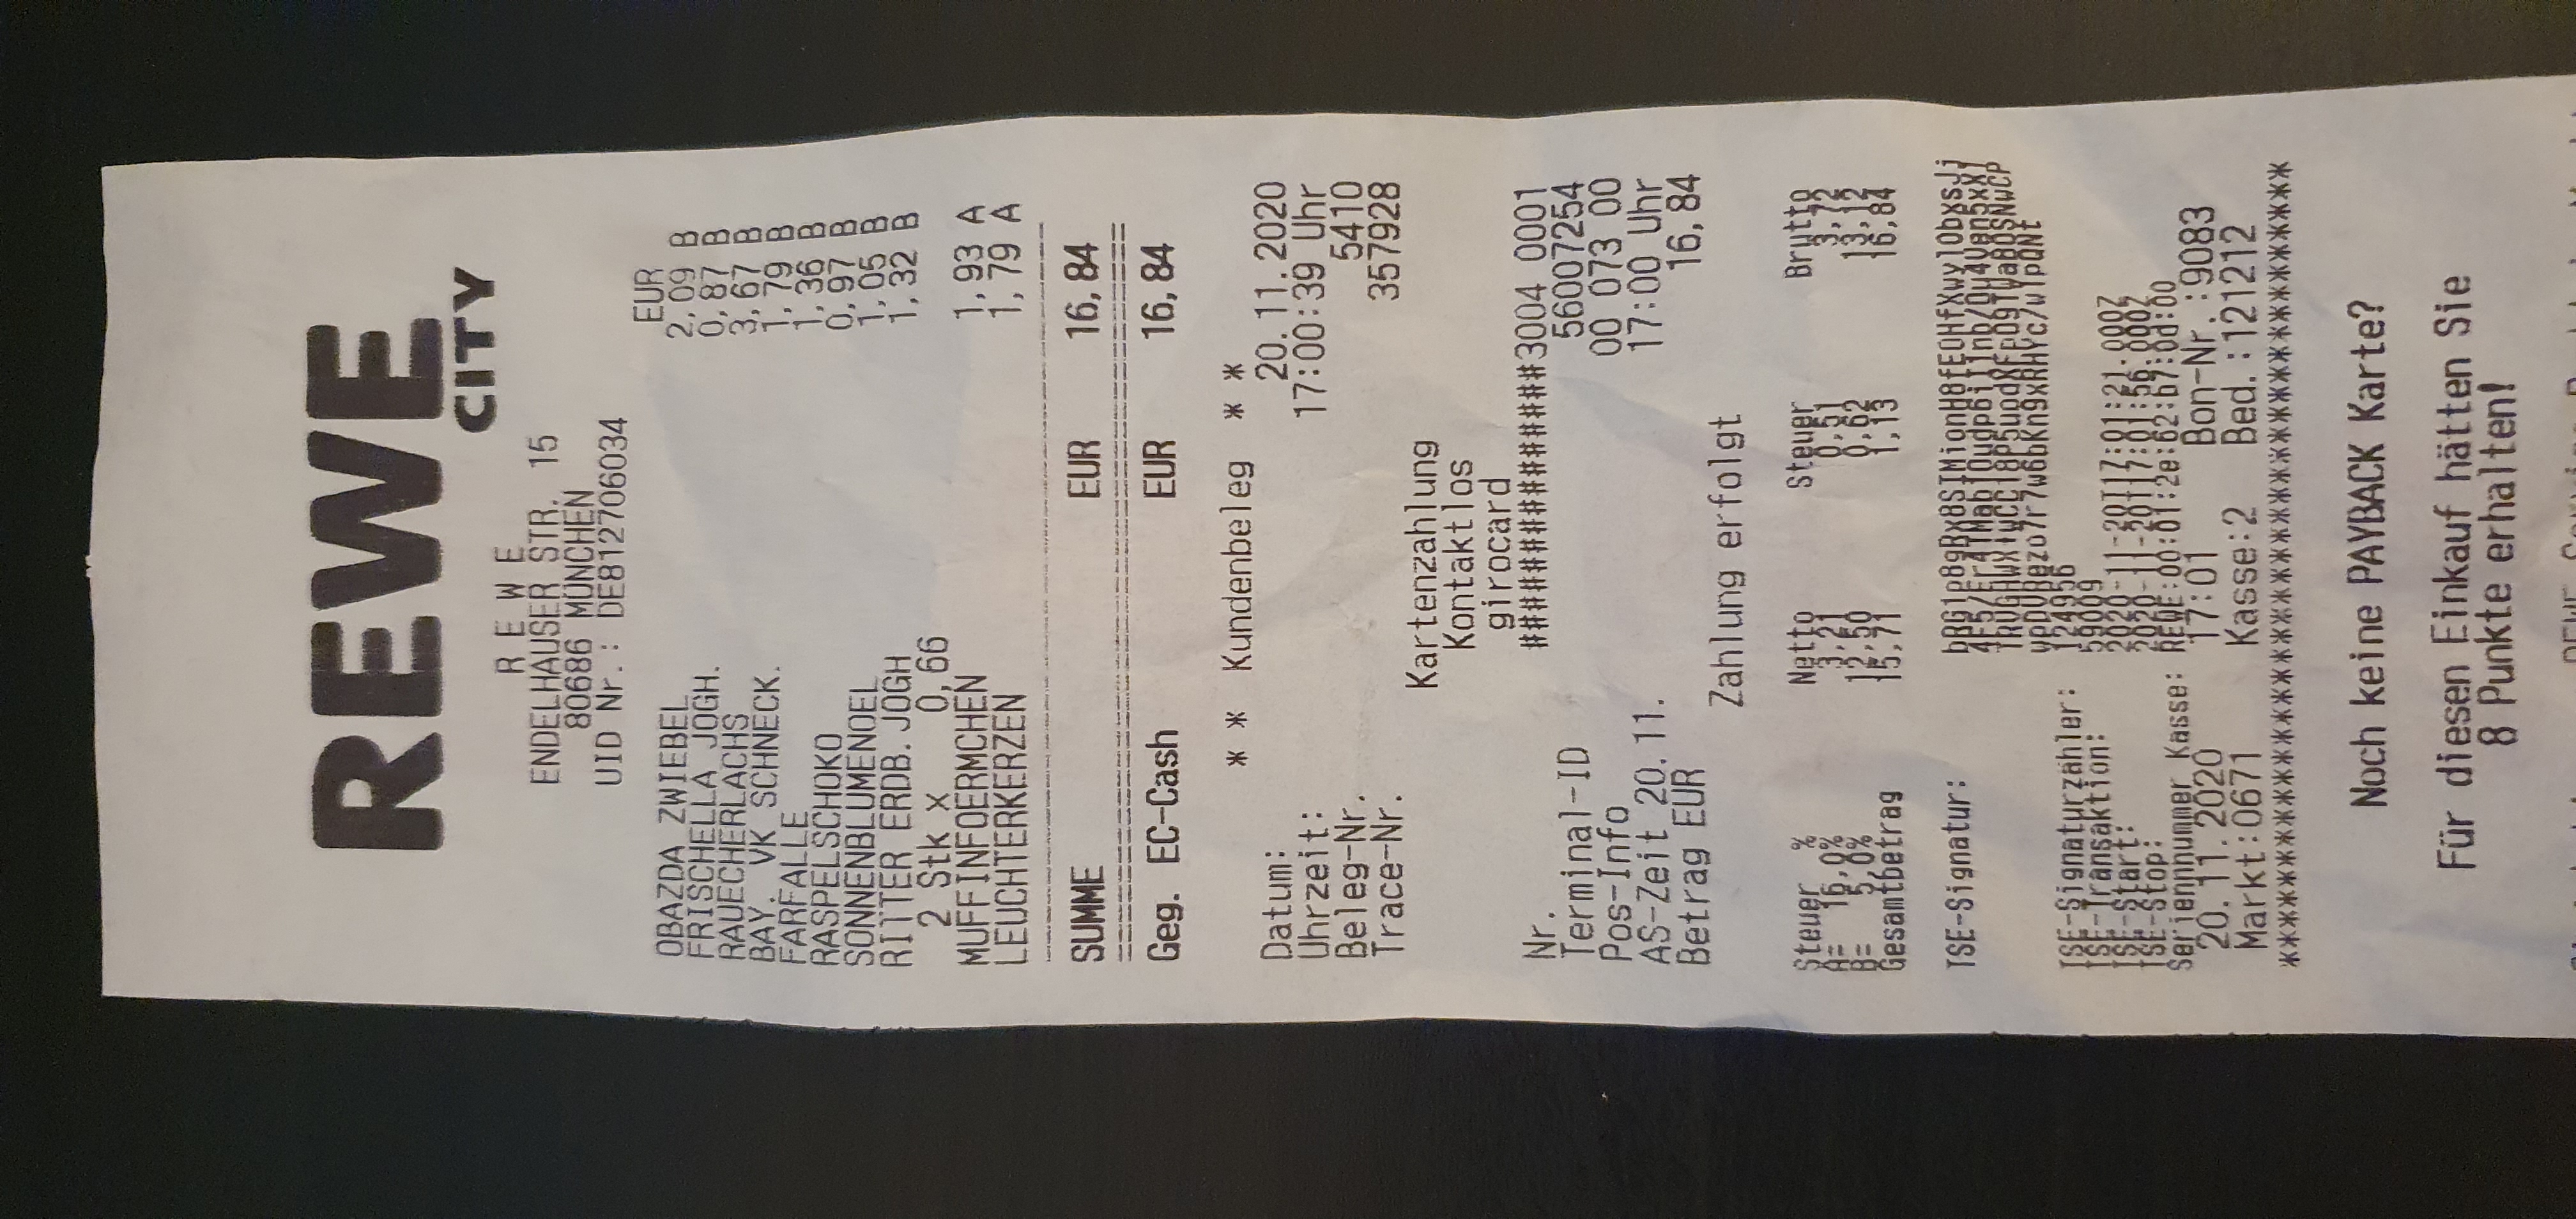 REWE
CITY
R E W E
ENDELHAUSER STR. 15
80686 MÜNCHEN
UID Nr.: DE812706034
EUR
OBAZDA ZWIEBEL 2,09 B
FRISCHELLA JOGH. 0,87 B
RAUECHERLACHS 3,67 B
BAY. VK SCHNECK. 1,79 B
FARFALLE 1,36 B
RASPELSCHOKO 0,97 B
SONNENBLUMENOEL 1,05 B
RITTER ERDB.JOGH 1,32 B
2 Stk x 0,66
MUFFINFOERMCHEN 1,93 A
LEUCHTERKERZEN 1,79 A
SUMME EUR 16,84
Geg. EC-Cash EUR 16,84
* * Kundenbeleg * *
Datum: 20.11.2020
Uhrzeit: 17:00:39 Uhr
Beleg-Nr. 5410
Trace-Nr. 357928
Kartenzahlung
Kontaktlos
girocard
Nr. ###############3004 0001
Terminal-ID 56007254
Pos-Info 00 073 00
AS-Zeit 20.11. 17:00 Uhr
Betrag EUR 16,84
Zahlung erfolgt
Steuer % Netto Steuer Brutto
A= 16,0% 3,21 0,51 3,72
B= 5,0% 12,50 0,62 13,12
Gesamtbetrag 15,71 1,13 16,84
TSE-Signatur:
TSE-Signaturzähler: 124956
TSE-Transaktion: 59009
TSE-Start: 2020-11-20T17:01:21.000Z
TSE-Stop: 2020-11-20T17:01:56.000Z
Seriennnummer Kasse: REWE:00:01:2e:62:b7:0d:00
20.11.2020 17:01 Bon-Nr.:9083
Markt:0671 Kasse:2 Bed.:121212
****************************************
Noch keine PAYBACK Karte?
Für diesen Einkauf hätten Sie
8 Punkte erhalten!